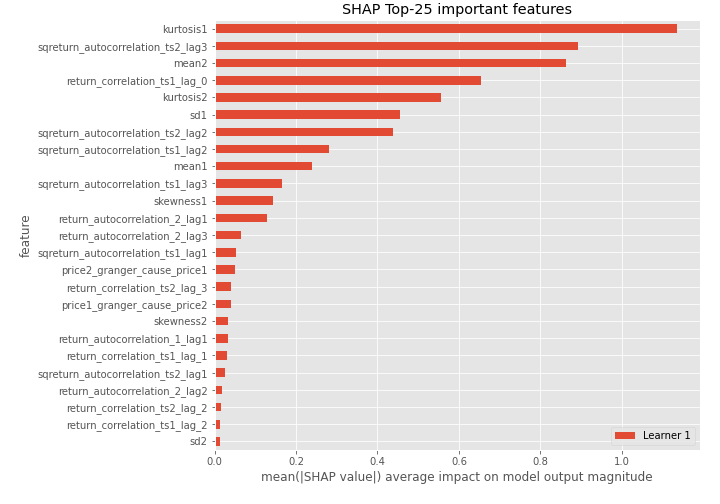 SHAP Top-25 important features
feature
kurtosis1
sqreturn_autocorrelation_ts2_lag3
mean2
return_correlation_ts1_lag_0
kurtosis2
sd1
sqreturn_autocorrelation_ts2_lag2
sqreturn_autocorrelation_ts1_lag2
mean1
sqreturn_autocorrelation_ts1_lag3
skewness1
return_autocorrelation_2_lag1
return_autocorrelation_2_lag3
sqreturn_autocorrelation_ts1_lag1
price2_granger_cause_price1
return_correlation_ts2_lag_3
price1_granger_cause_price2
skewness2
return_autocorrelation_1_lag1
return_correlation_ts1_lag_1
sqreturn_autocorrelation_ts2_lag1
return_autocorrelation_2_lag2
return_correlation_ts2_lag_2
return_correlation_ts1_lag_2
sd2
Learner 1
0.0 0.2 0.4 0.6 0.8 1.0
mean(|SHAP value|) average impact on model output magnitude